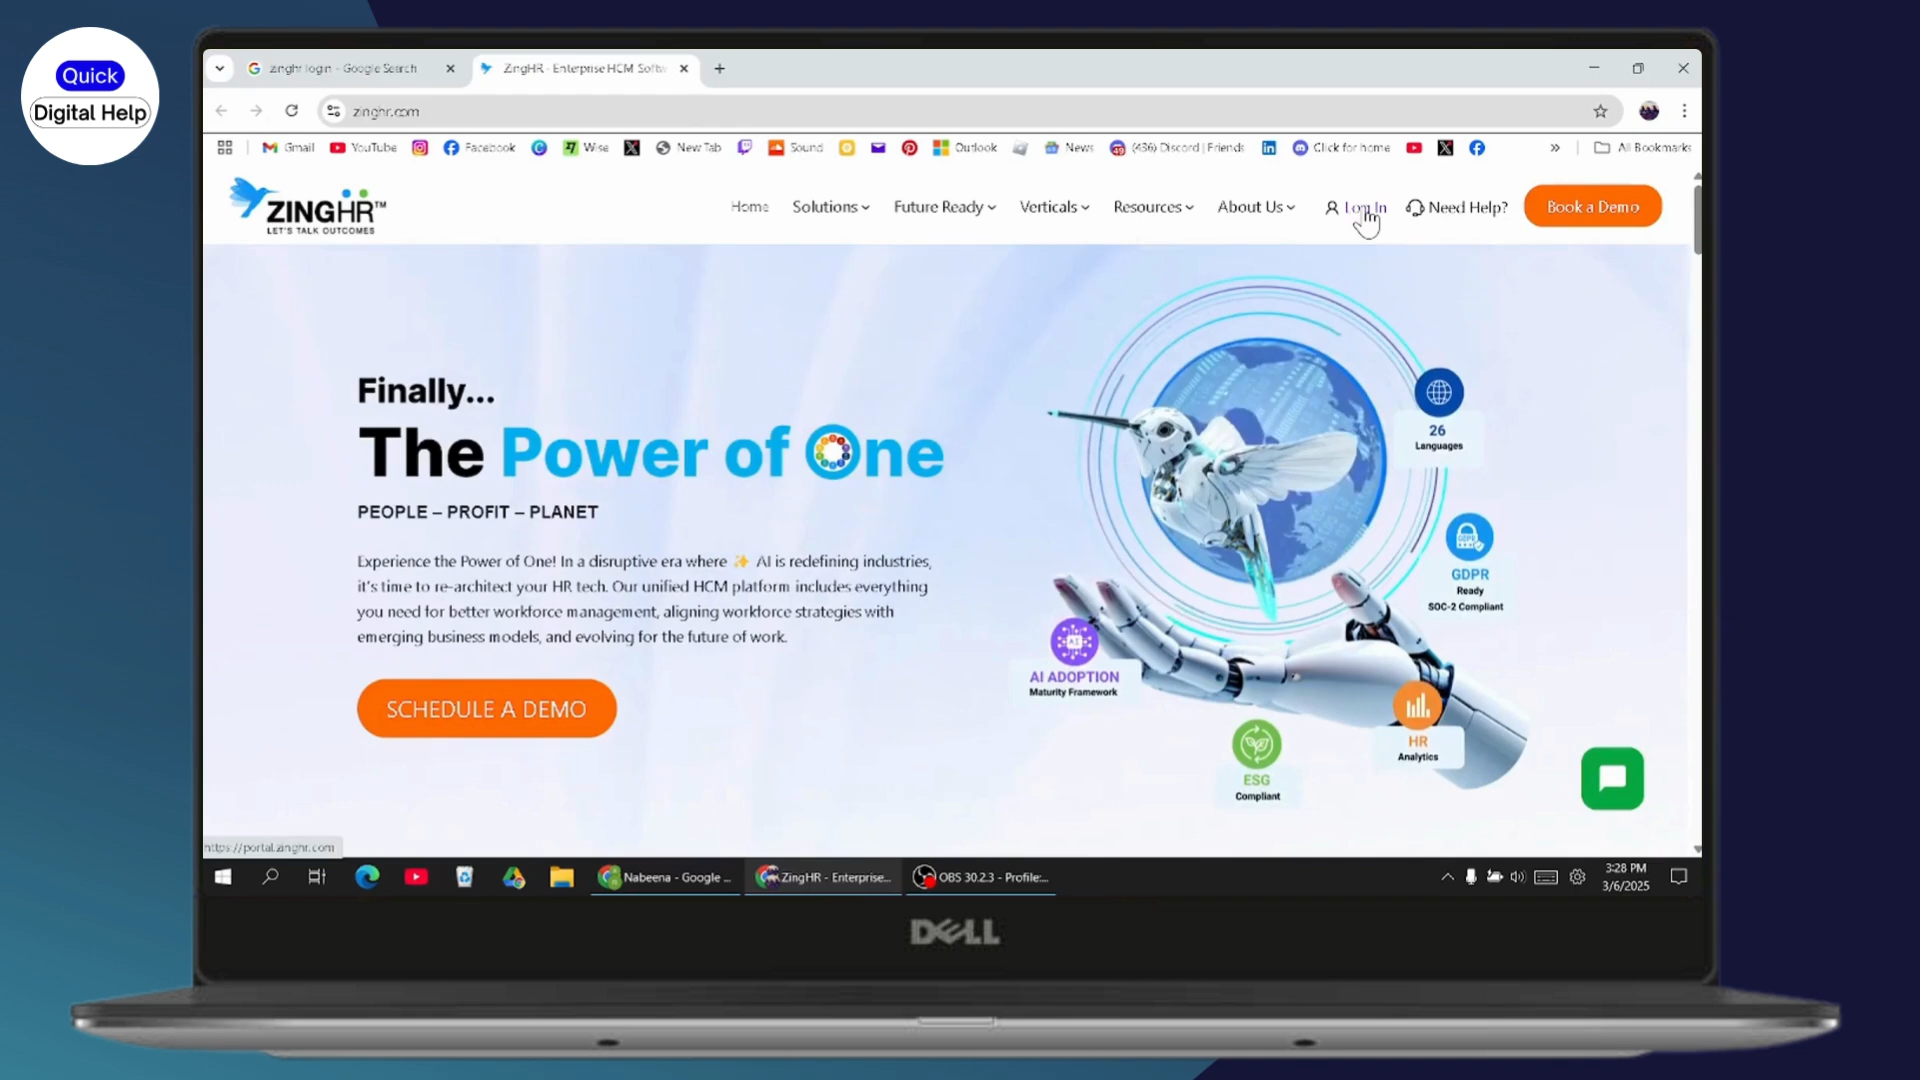 Quick
Digital Help
zinghr login - Google Search
ZingHR - Enterprise HCM Softw
zinghr.com
Gmail
YouTube
Facebook
Wise
New Tab
Sound
Outlook
News
(436) Discord | Friends
Click for home
All Bookmarks
ZINGHR™
LET'S TALK OUTCOMES
Home
Solutions
Future Ready
Verticals
Resources
About Us
Log In
Need Help?
Book a Demo
Finally...
The Power of One
PEOPLE – PROFIT – PLANET
Experience the Power of One! In a disruptive era where ✨ AI is redefining industries,
it's time to re-architect your HR tech. Our unified HCM platform includes everything
you need for better workforce management, aligning workforce strategies with
emerging business models, and evolving for the future of work.
SCHEDULE A DEMO
26
Languages
GDPR
Ready
SOC-2 Compliant
AI ADOPTION
Maturity Framework
HR
Analytics
ESG
Compliant
https://portal.zinghr.com
Nabeena - Google ...
ZingHR - Enterprise...
OBS 30.2.3 - Profile:...
3:28 PM
3/6/2025
DELL